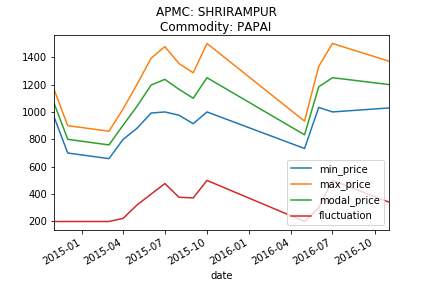 APMC: SHRIRAMPUR
Commodity: PAPAI
1400
1200
1000
800
600
400
200
min_price
max_price
modal_price
fluctuation
2015-01
2015-04
2015-07
2015-10
2016-01
2016-04
2016-07
2016-10
date